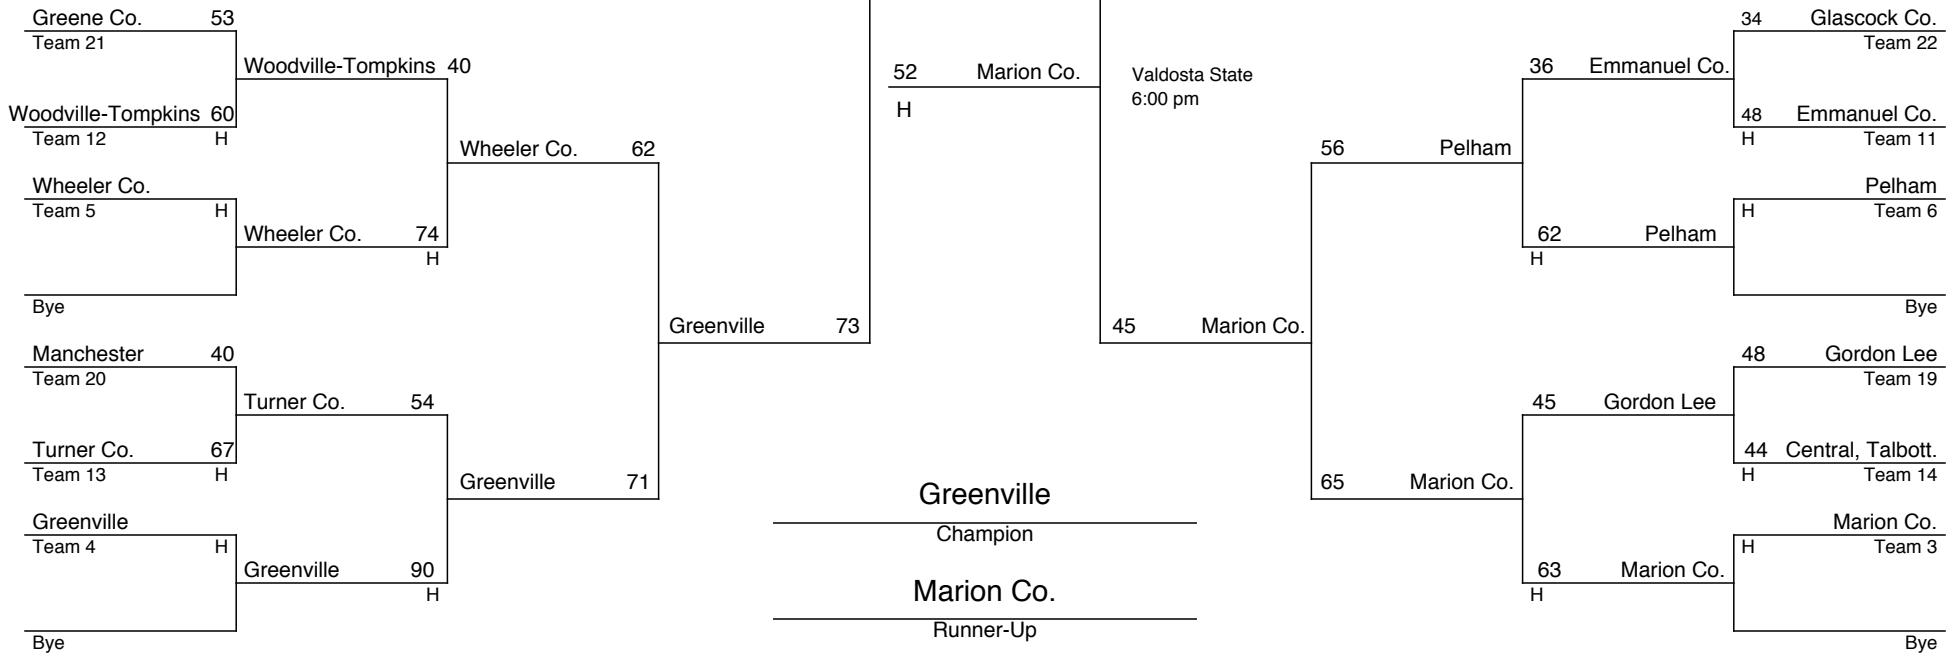 Greene Co. 53
Team 21
Woodville-Tompkins 40
Woodville-Tompkins 60
Team 12 H
Wheeler Co. 62
Wheeler Co.
Team 5 H
Wheeler Co. 74
H
Bye
Greenville 73
Manchester 40
Team 20
Turner Co. 54
Turner Co. 67
Team 13 H
Greenville 71
Greenville
Team 4 H
Greenville 90
H
Bye
52 Marion Co.
H
Valdosta State
6:00 pm
Greenville
Champion
Marion Co.
Runner-Up
34 Glascock Co.
Team 22
36 Emmanuel Co.
48 Emmanuel Co.
H Team 11
56 Pelham
Pelham
H Team 6
62 Pelham
H
Bye
45 Marion Co.
48 Gordon Lee
Team 19
45 Gordon Lee
44 Central, Talbott.
H Team 14
65 Marion Co.
Marion Co.
H Team 3
63 Marion Co.
H
Bye